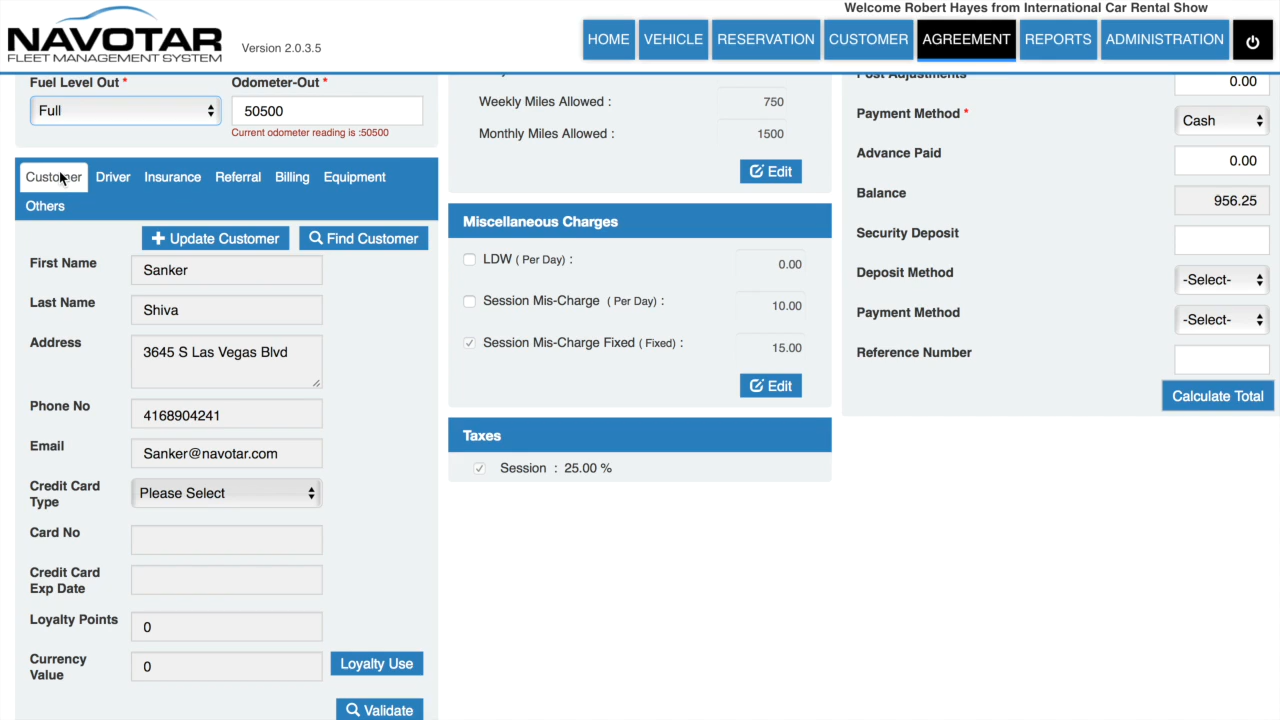 Welcome Robert Hayes from International Car Rental Show
NAVOTAR
FLEET MANAGEMENT SYSTEM
Version 2.0.3.5
HOME
VEHICLE
RESERVATION
CUSTOMER
AGREEMENT
REPORTS
ADMINISTRATION
Fuel Level Out *
Odometer-Out *
Full
50500
Current odometer reading is :50500
Customer
Driver
Insurance
Referral
Billing
Equipment
Others
Update Customer
Find Customer
First Name
Sanker
Last Name
Shiva
Address
3645 S Las Vegas Blvd
Phone No
4168904241
Email
Sanker@navotar.com
Credit Card
Type
Please Select
Card No
Credit Card
Exp Date
Loyalty Points
0
Currency
Value
0
Loyalty Use
Validate
Weekly Miles Allowed :
750
Monthly Miles Allowed :
1500
Edit
Miscellaneous Charges
LDW ( Per Day) :
0.00
Session Mis-Charge ( Per Day) :
10.00
Session Mis-Charge Fixed ( Fixed) :
15.00
Edit
Taxes
Session : 25.00 %
Post Adjustments
0.00
Payment Method *
Cash
Advance Paid
0.00
Balance
956.25
Security Deposit
Deposit Method
-Select-
Payment Method
-Select-
Reference Number
Calculate Total